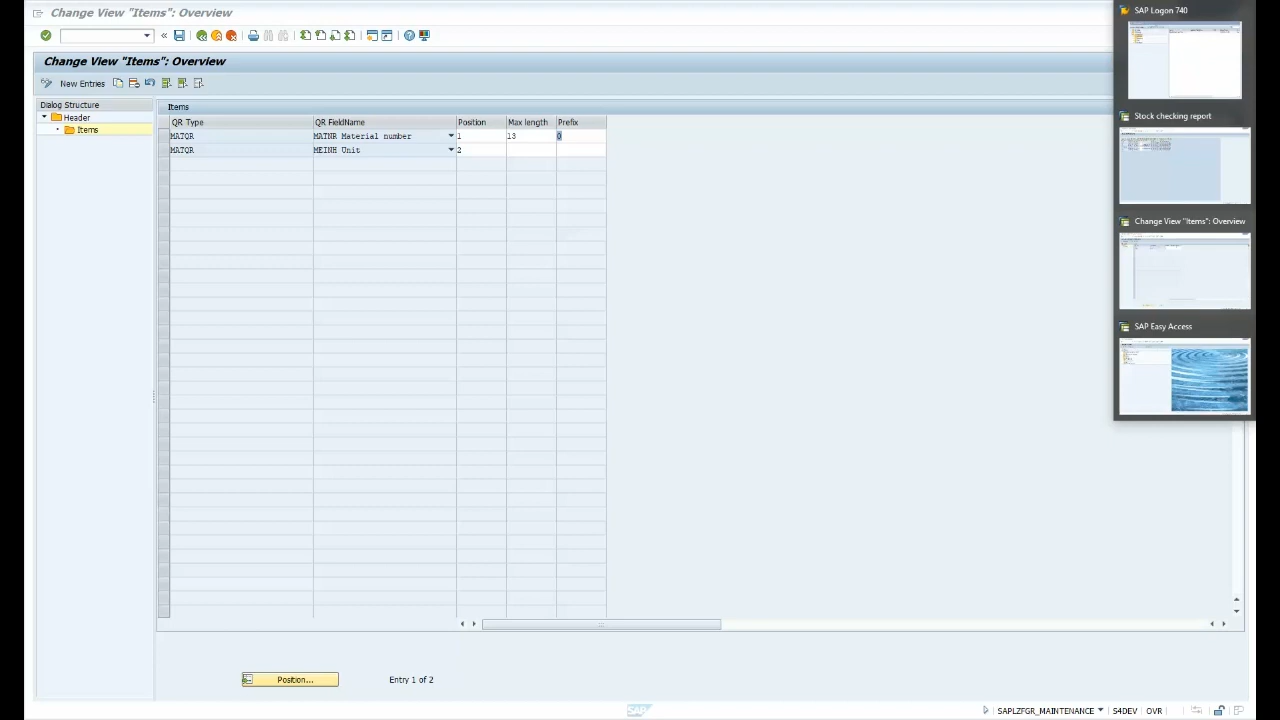 Change View "Items": Overview
SAP Logon 740
Change View "Items": Overview
New Entries
Stock checking report
Dialog Structure
Header
Items
Items
QR Type QR FieldName Position Max length Prefix
MATQR MATNR Material number 1 13 0
MATQR MEINH Unit 2
Change View "Items": Overview
SAP Easy Access
Position...
Entry 1 of 2
SAP
SAPLZFGR_MAINTENANCE S4DEV OVR